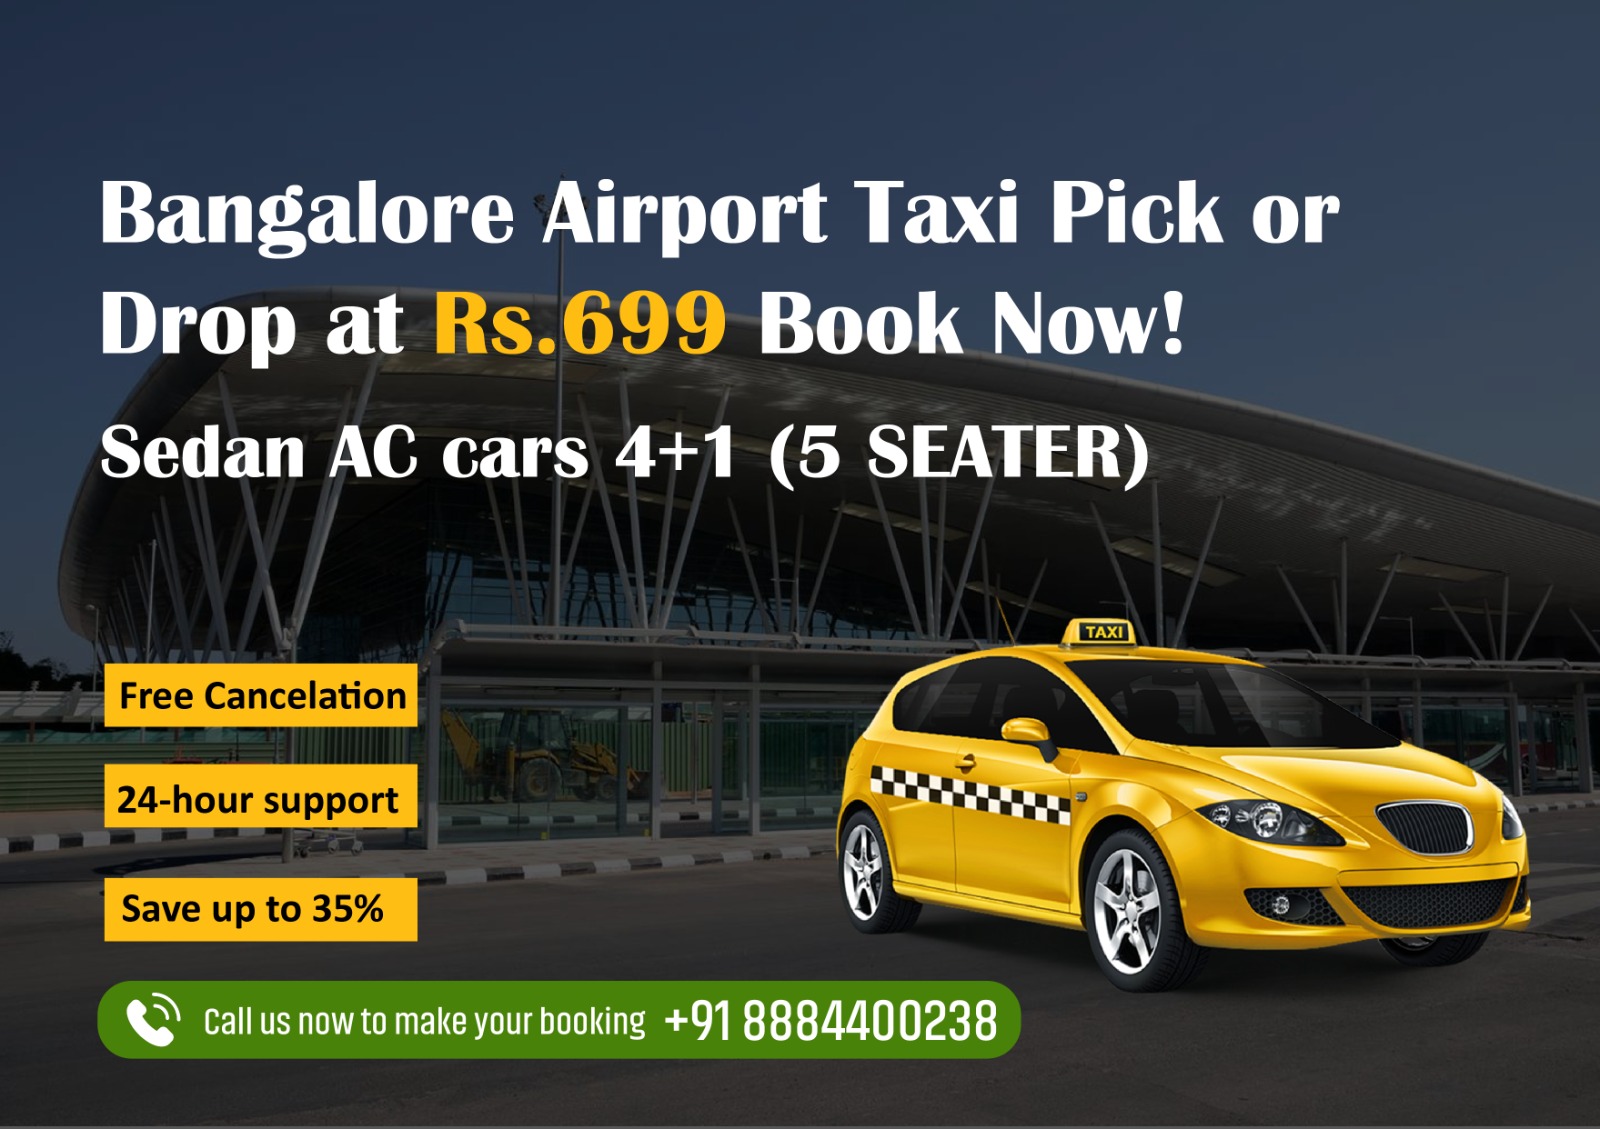 Bangalore Airport Taxi Pick or
Drop at Rs.699 Book Now!
Sedan AC cars 4+1 (5 SEATER)
TAXI
Free Cancelation
24-hour support
Save up to 35%
Call us now to make your booking +91 8884400238